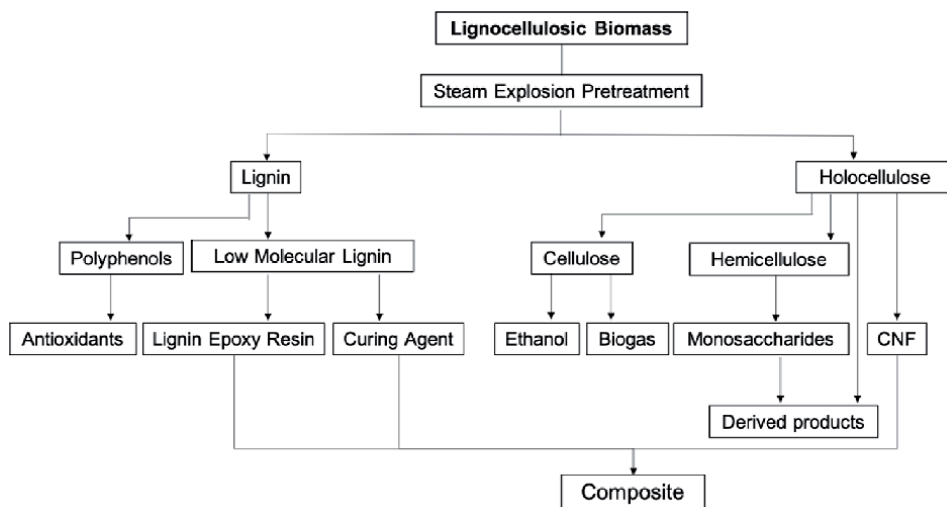 Lignocellulosic Biomass
Steam Explosion Pretreatment
Lignin
Holocellulose
Polyphenols
Low Molecular Lignin
Cellulose
Hemicellulose
Antioxidants
Lignin Epoxy Resin
Curing Agent
Ethanol
Biogas
Monosaccharides
CNF
Derived products
Composite